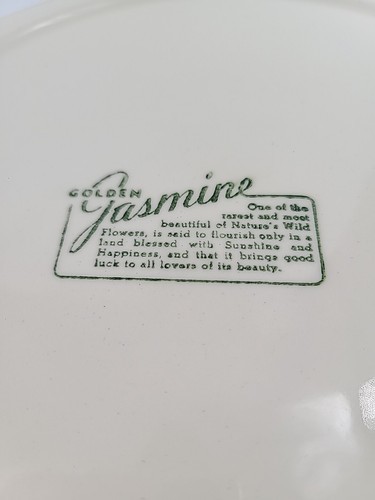 GOLDEN
Jasmine
One of the
rarest and most
beautiful of Nature's Wild
Flowers, is said to flourish only in a
land blessed with Sunshine and
Happiness, and that it brings good
luck to all lovers of its beauty.